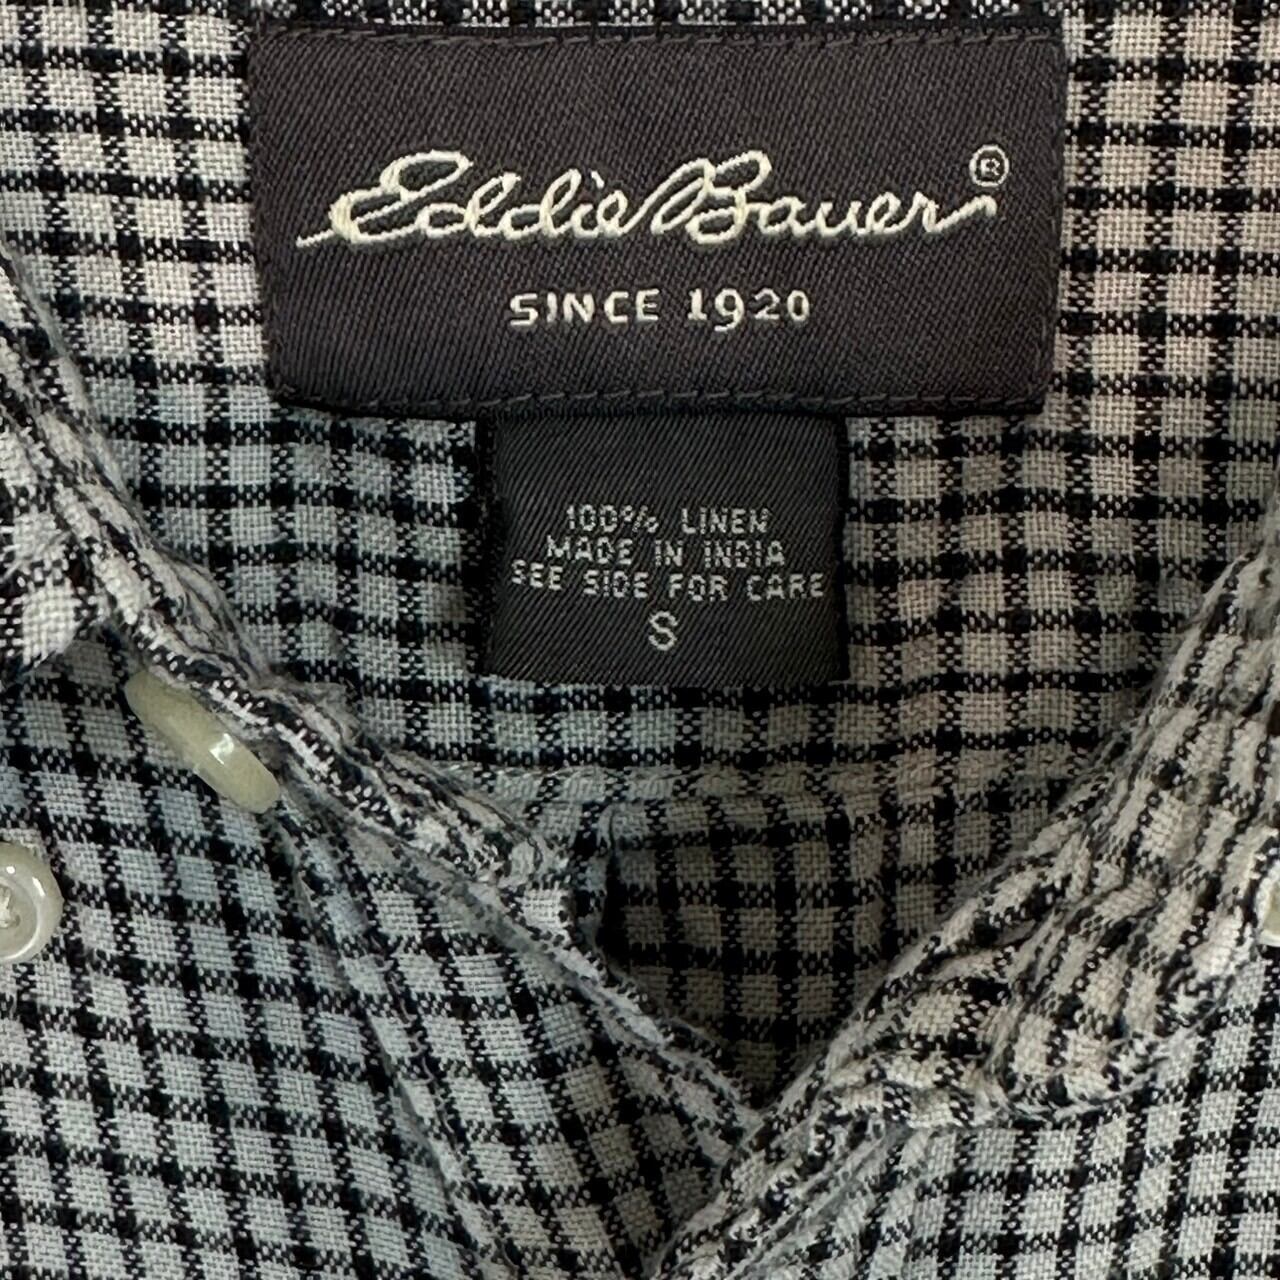 Eddie Bauer®
SINCE 1920
100% LINEN
MADE IN INDIA
SEE SIDE FOR CARE
S